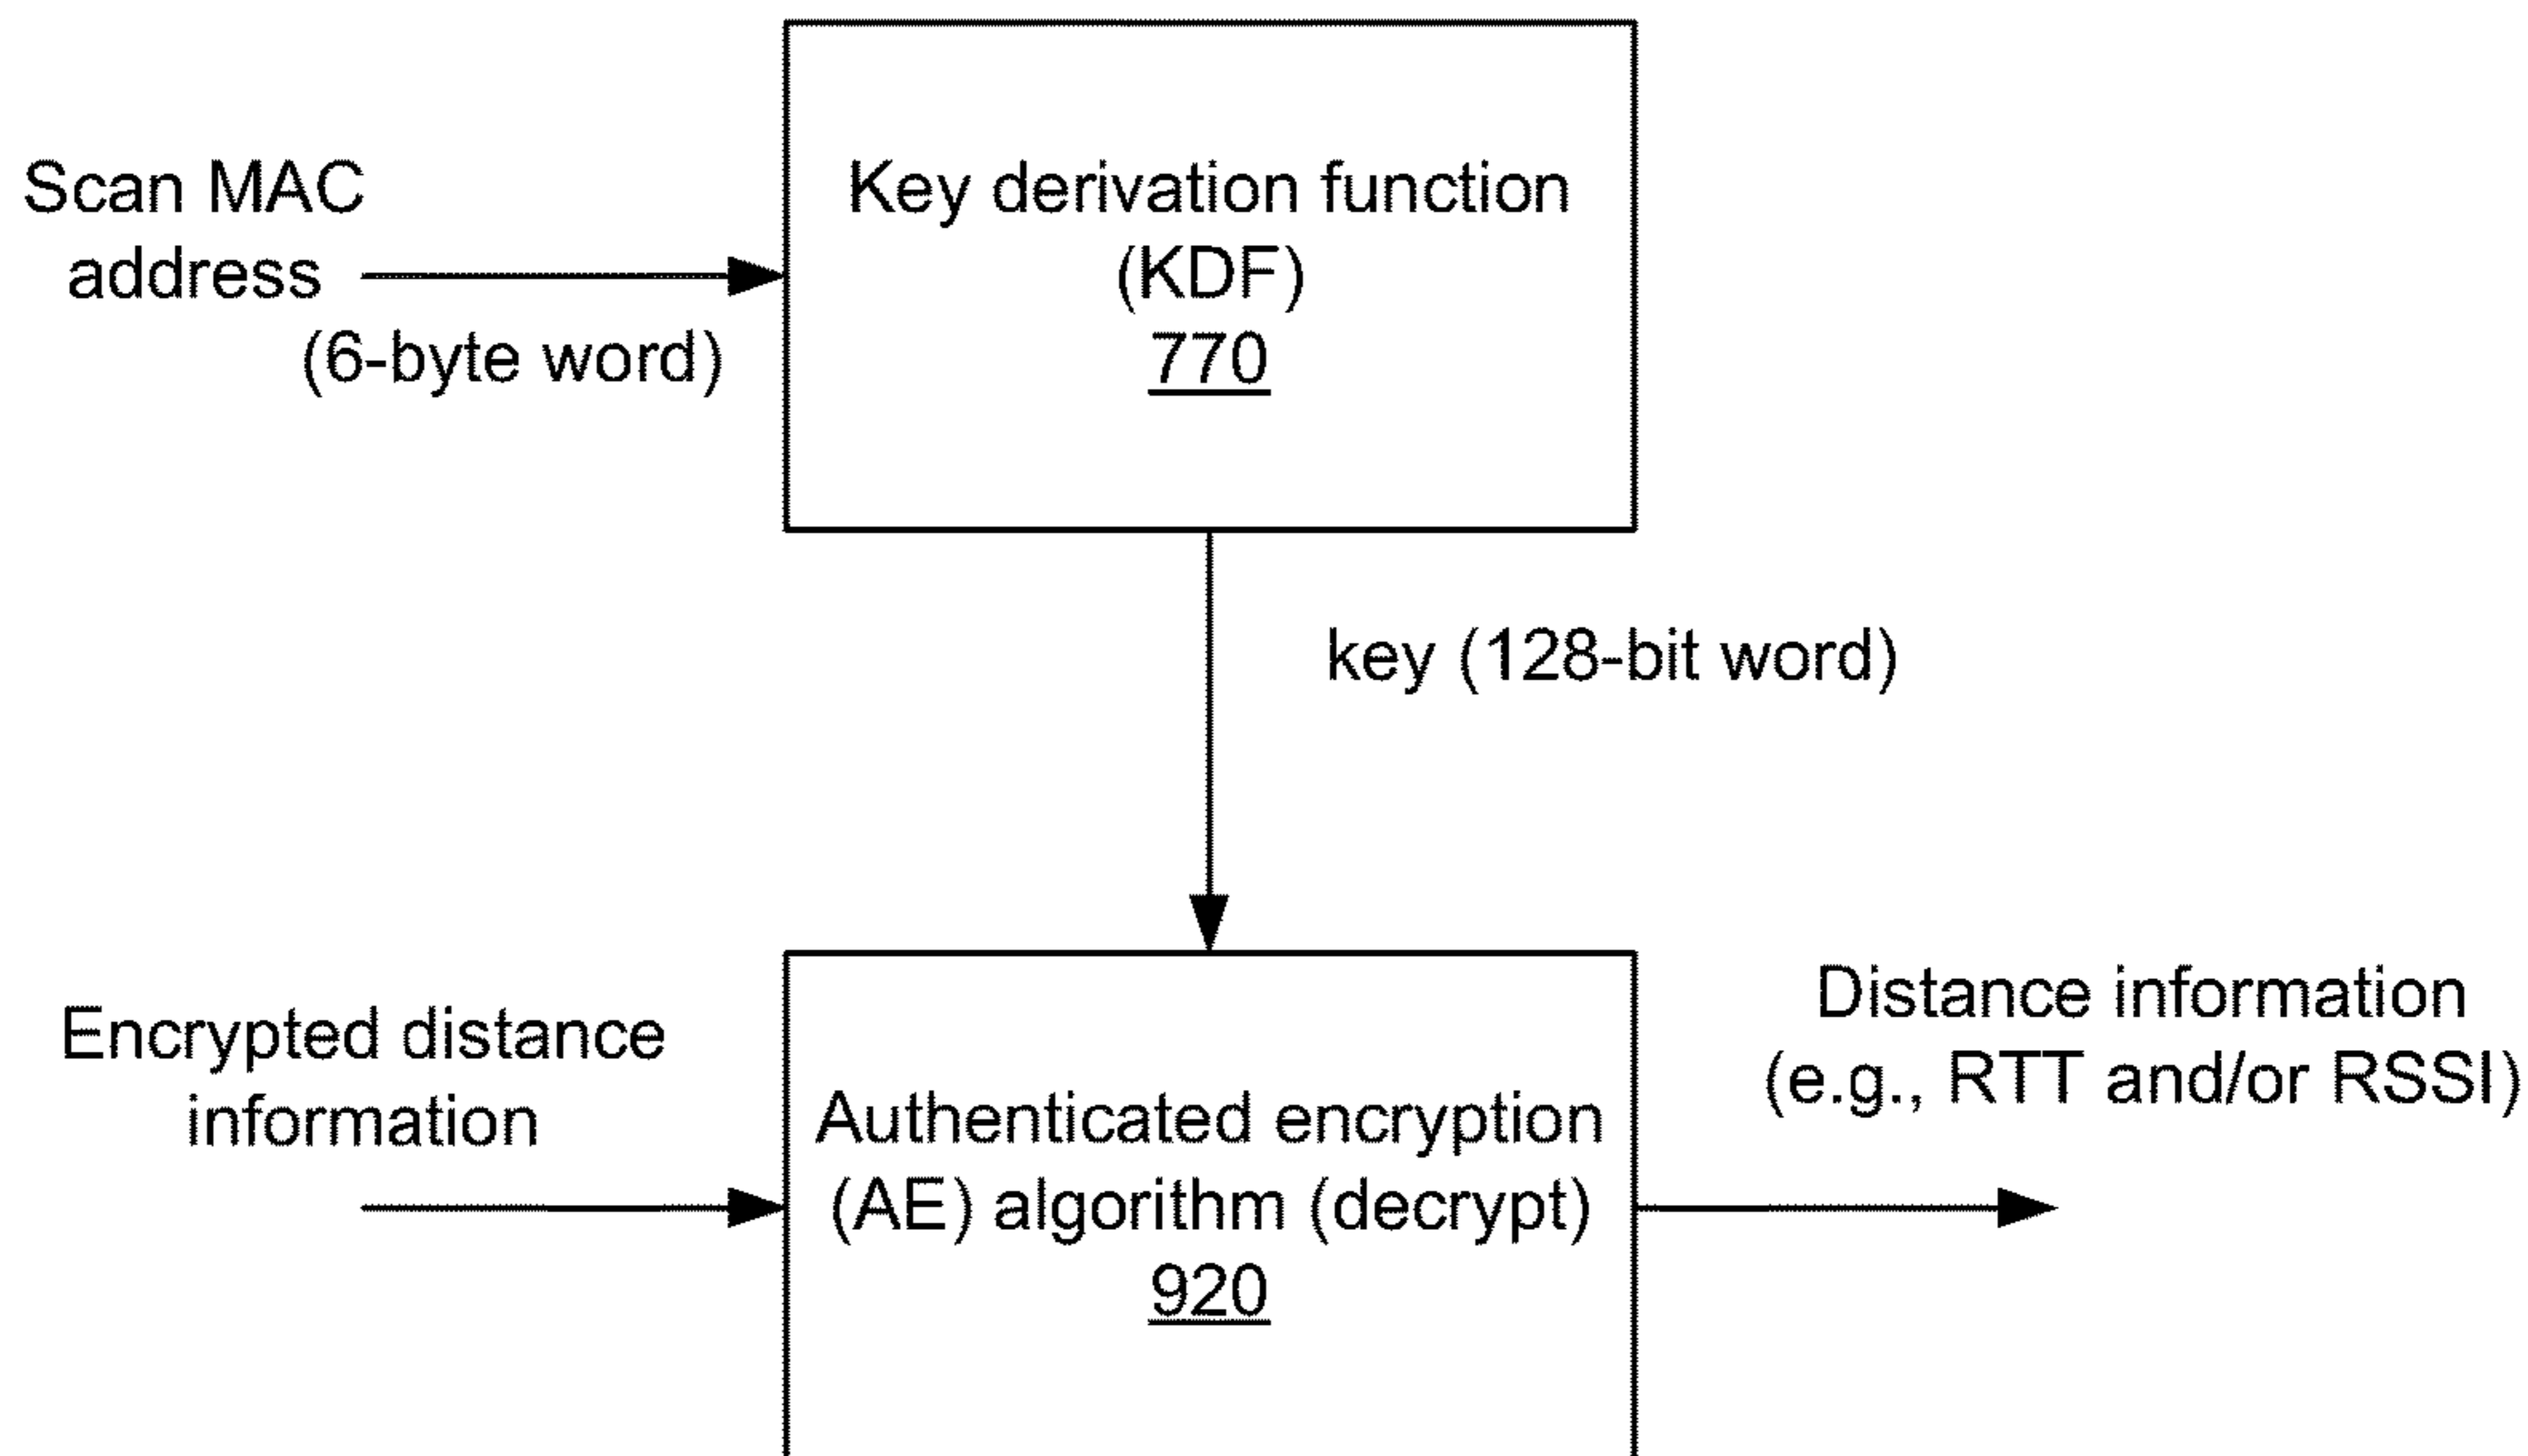 Scan MAC
address
(6-byte word)
Key derivation function
(KDF)
770
key (128-bit word)
Encrypted distance
information
Authenticated encryption
(AE) algorithm (decrypt)
920
Distance information
(e.g., RTT and/or RSSI)